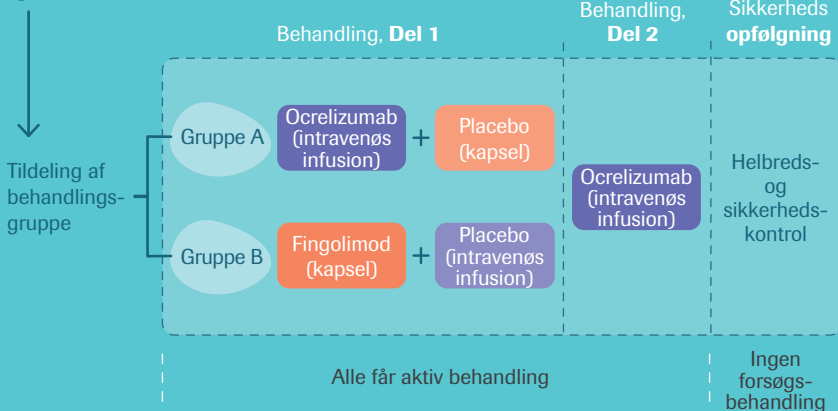 Behandling, Del 1
Behandling,
Del 2
Sikkerheds
opfølgning
Tildeling af
behandlings-
gruppe
Gruppe A
Ocrelizumab
(intravenøs
infusion)
+
Placebo
(kapsel)
Gruppe B
Fingolimod
(kapsel)
+
Placebo
(intravenøs
infusion)
Ocrelizumab
(intravenøs
infusion)
Helbreds-
og
sikkerheds-
kontrol
Alle får aktiv behandling
Ingen
forsøgs-
behandling